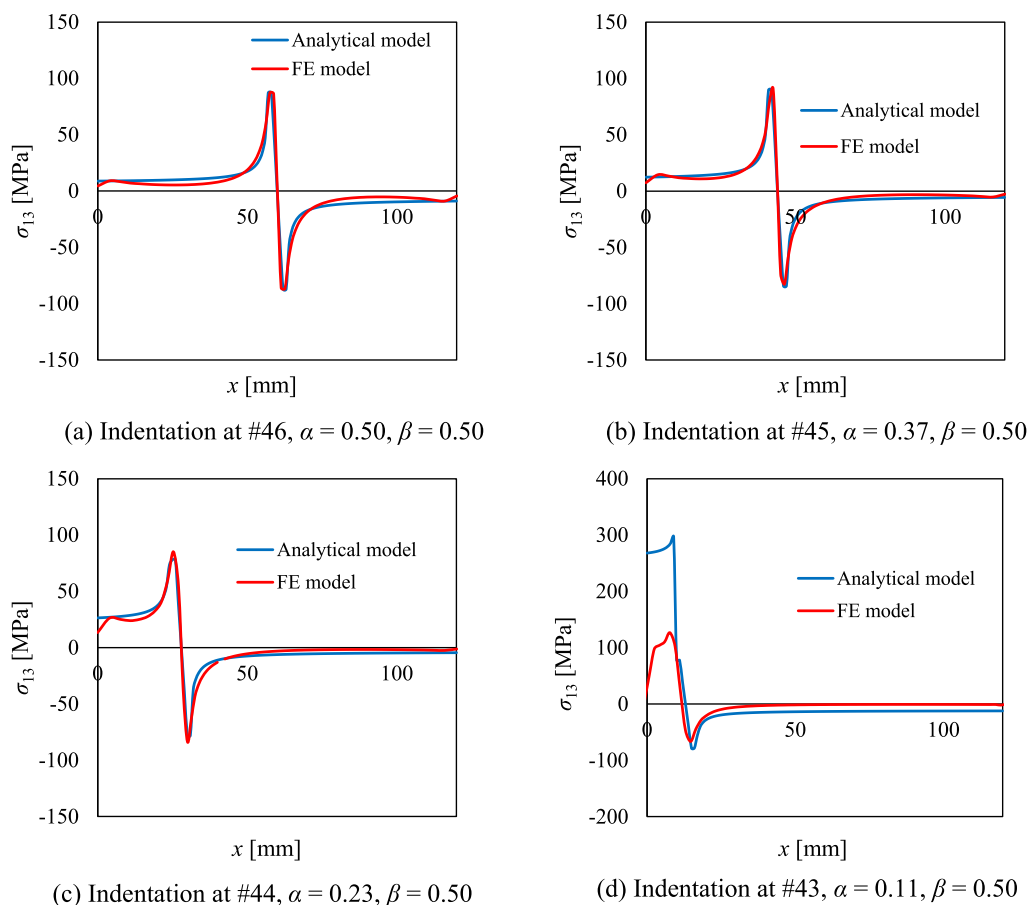 150
100
50
0
-50
-100
-150
σ13 [MPa]
0
50
100
x [mm]
Analytical model
FE model
(a) Indentation at #46, α = 0.50, β = 0.50
150
100
50
0
-50
-100
-150
σ13 [MPa]
0
50
100
x [mm]
Analytical model
FE model
(b) Indentation at #45, α = 0.37, β = 0.50
150
100
50
0
-50
-100
-150
σ13 [MPa]
0
50
100
x [mm]
Analytical model
FE model
(c) Indentation at #44, α = 0.23, β = 0.50
400
300
200
100
0
-100
-200
σ13 [MPa]
0
50
100
x [mm]
Analytical model
FE model
(d) Indentation at #43, α = 0.11, β = 0.50